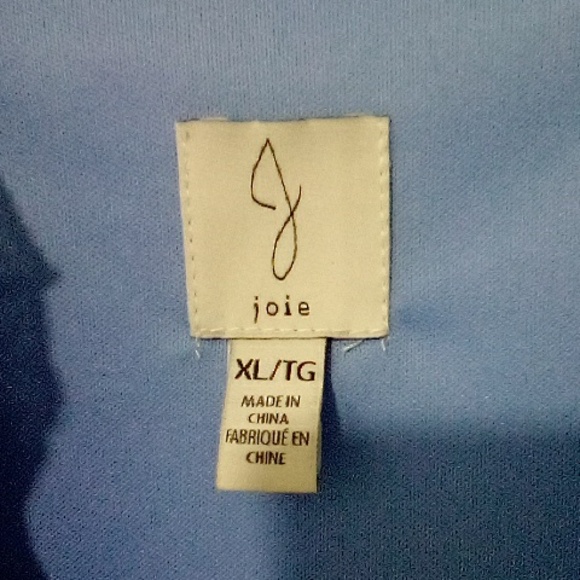 J
joie
XL/TG
MADE IN
CHINA
FABRIQUÉ EN
CHINE